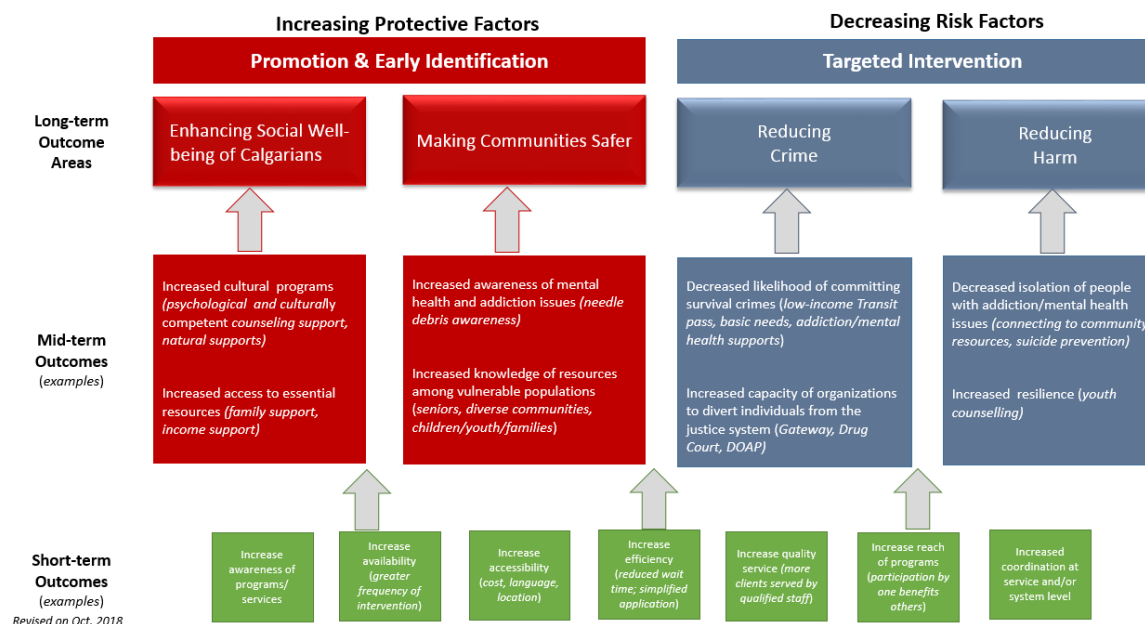 Increasing Protective Factors
Decreasing Risk Factors
Promotion & Early Identification
Targeted Intervention
Long-term
Outcome
Areas
Enhancing Social Well-
being of Calgarians
Making Communities Safer
Reducing
Crime
Reducing
Harm
Mid-term
Outcomes
(examples)
Increased cultural programs
(psychological and culturally
competent counseling support,
natural supports)
Increased access to essential
resources (family support,
income support)
Increased awareness of mental
health and addiction issues (needle
debris awareness)
Increased knowledge of resources
among vulnerable populations
(seniors, diverse communities,
children/youth/families)
Decreased likelihood of committing
survival crimes (low-income Transit
pass, basic needs, addiction/mental
health supports)
Increased capacity of organizations
to divert individuals from the
justice system (Gateway, Drug
Court, DOAP)
Decreased isolation of people
with addiction/mental health
issues (connecting to community
resources, suicide prevention)
Increased resilience (youth
counselling)
Short-term
Outcomes
(examples)
Revised on Oct. 2018
Increase
awareness of
programs/
services
Increase
availability
(greater
frequency of
intervention)
Increase
accessibility
(cost, language,
location)
Increase
efficiency
(reduced wait
time; simplified
application)
Increase quality
service (more
clients served by
qualified staff)
Increase reach
of programs
(participation by
one benefits
others)
Increased
coordination at
service and/or
system level